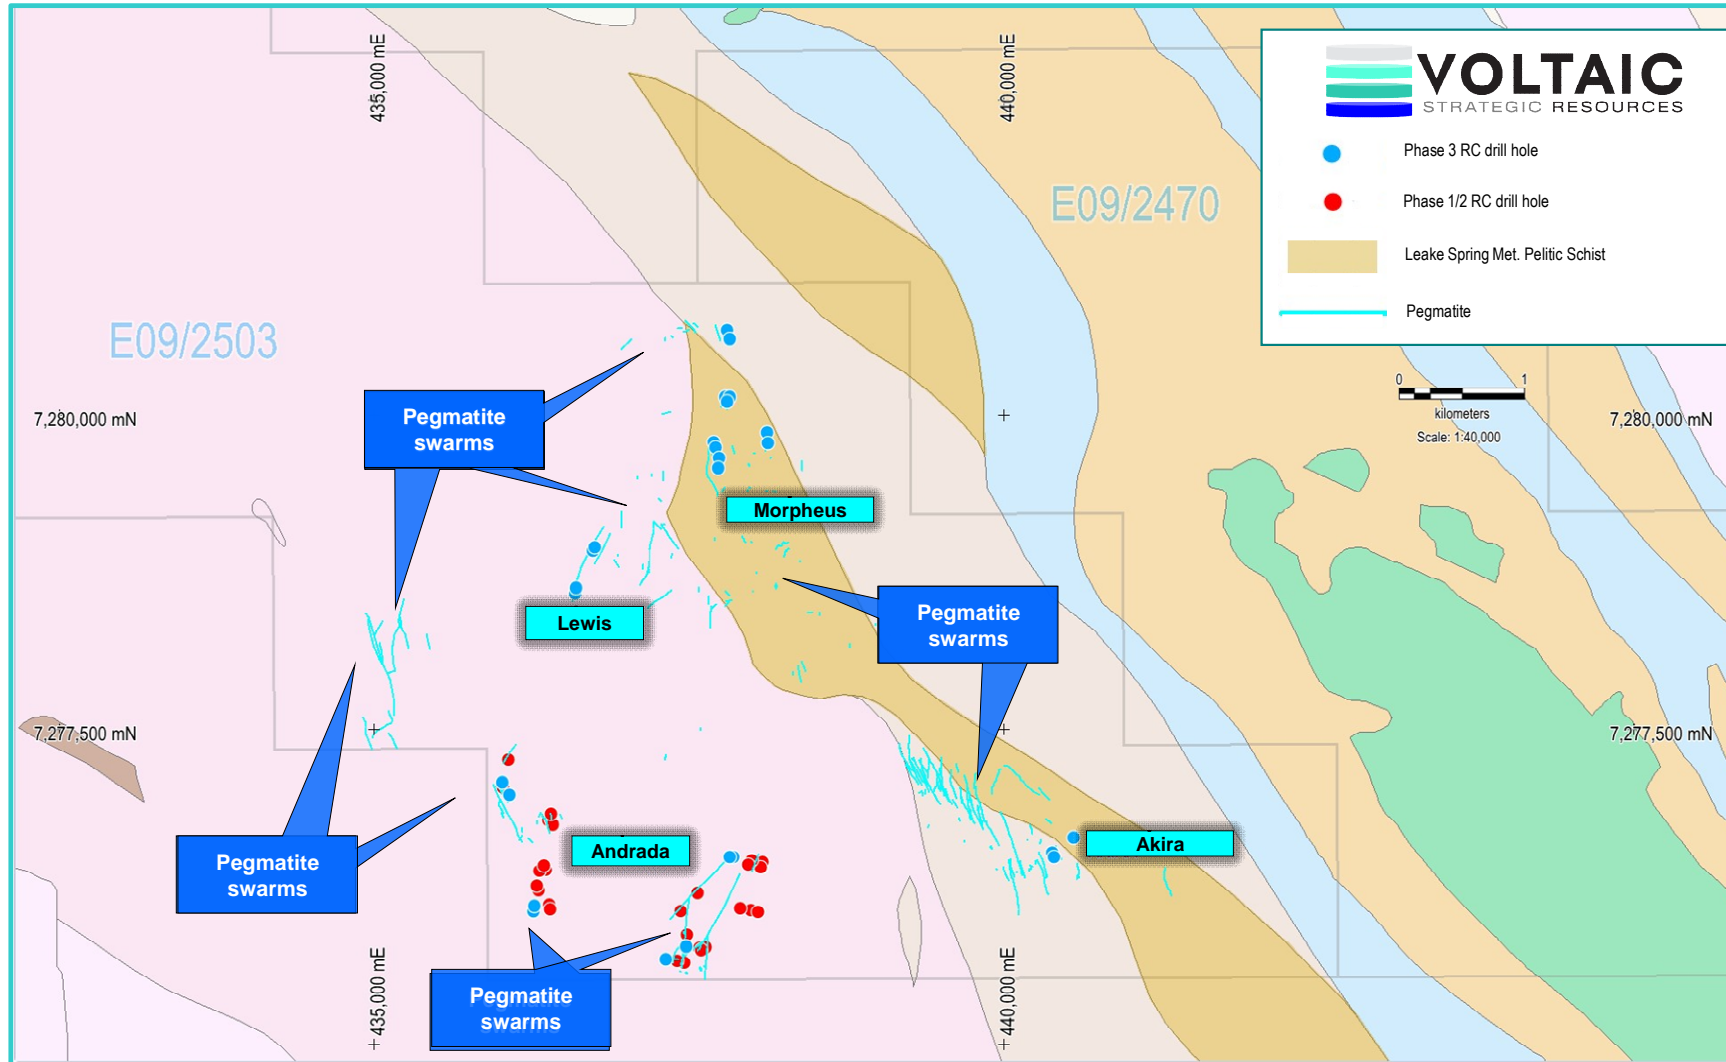 435,000 mE
440,000 mE
VOLTAIC
STRATEGIC RESOURCES
Phase 3 RC drill hole
Phase 1/2 RC drill hole
Leake Spring Met. Pelitic Schist
Pegmatite
E09/2470
E09/2503
0 1
kilometers
Scale: 1:40,000
7,280,000 mN
7,280,000 mN
Pegmatite
swarms
Morpheus
Lewis
Pegmatite
swarms
7,277,500 mN
7,277,500 mN
Pegmatite
swarms
Andrada
Akira
Pegmatite
swarms
435,000 mE
440,000 mE